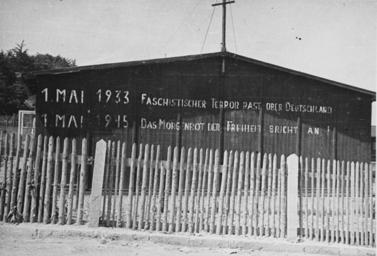 1. MAI 1933 FASCHISTISCHER TERROR RAST ÜBER DEUTSCHLAND
1. MAI 1945 DAS MORGENROT DER FREIHEIT BRICHT AN !